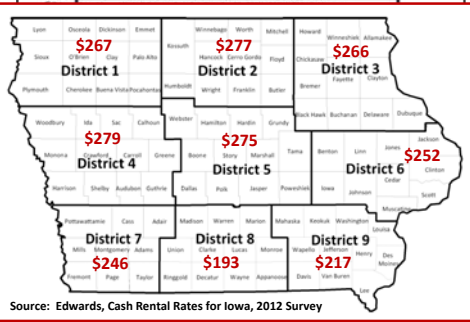 Lyon Osceola Dickinson Emmet
Sioux O'Brien Clay Palo Alto
$267
District 1
Plymouth Cherokee Buena Vista Pocahontas
Winnebago Worth Mitchell
Kossuth
$277
Hancock Cerro Gordo Floyd
District 2
Humboldt Wright Franklin Butler
Howard Winneshiek Allamakee
$266
Chickasaw
District 3
Fayette Clayton
Bremer
Black Hawk Buchanan Delaware Dubuque
Woodbury Ida Sac Calhoun
$279
Monona Crawford Carroll Greene
District 4
Harrison Shelby Audubon Guthrie
Webster Hamilton Hardin Grundy
$275
Boone Story Marshall Tama
District 5
Dallas Polk Jasper Poweshiek
Benton Linn Jones Jackson
$252
District 6
Clinton
Cedar
Iowa Johnson Scott
Muscatine
Pottawattamie Cass Adair
District 7
Mills Montgomery Adams
$246
Fremont Page Taylor
Madison Warren Marion
District 8
Union Clarke Lucas Monroe
$193
Ringgold Decatur Wayne Appanoose
Mahaska Keokuk Washington
Louisa
District 9
Wapello Jefferson Henry Des Moines
$217
Davis Van Buren
Lee
Source: Edwards, Cash Rental Rates for Iowa, 2012 Survey